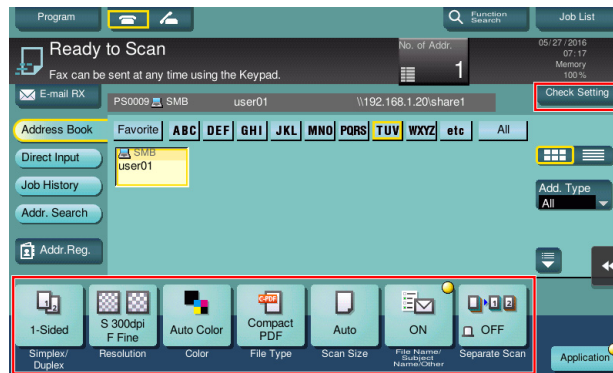 Program
Function
Search
Job List
Ready to Scan
No. of Addr.
1
05/27/2016
07:17
Memory
100%
Fax can be sent at any time using the Keypad.
E-mail RX
PS0009 SMB user01 \\192.168.1.20\share1
Check Setting
Address Book
Favorite ABC DEF GHI JKL MNO PQRS TUV WXYZ etc All
Direct Input
SMB
user01
Job History
Addr. Search
Add. Type
All
Addr.Reg.
1-Sided
S 300dpi
F Fine
Auto Color
C-PDF
Compact
PDF
Auto
ON
OFF
Simplex/
Duplex
Resolution
Color
File Type
Scan Size
File Name/
Subject
Name/Other
Separate Scan
Application